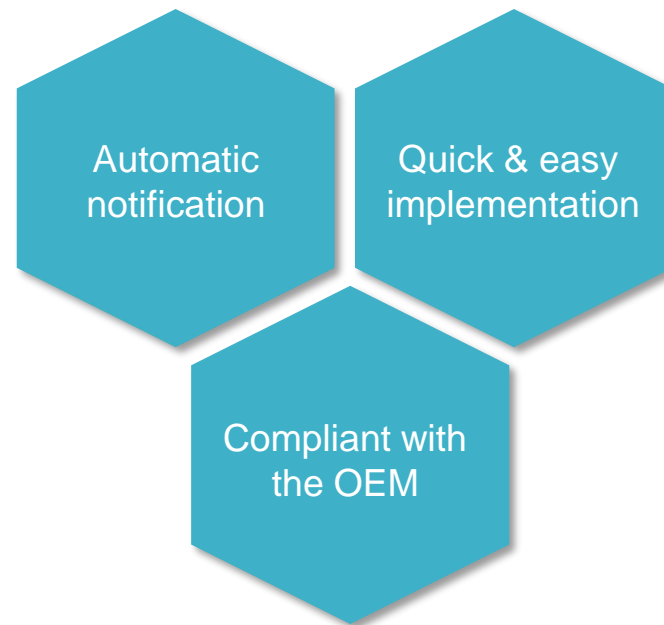 Automatic
notification
Quick & easy
implementation
Compliant with
the OEM